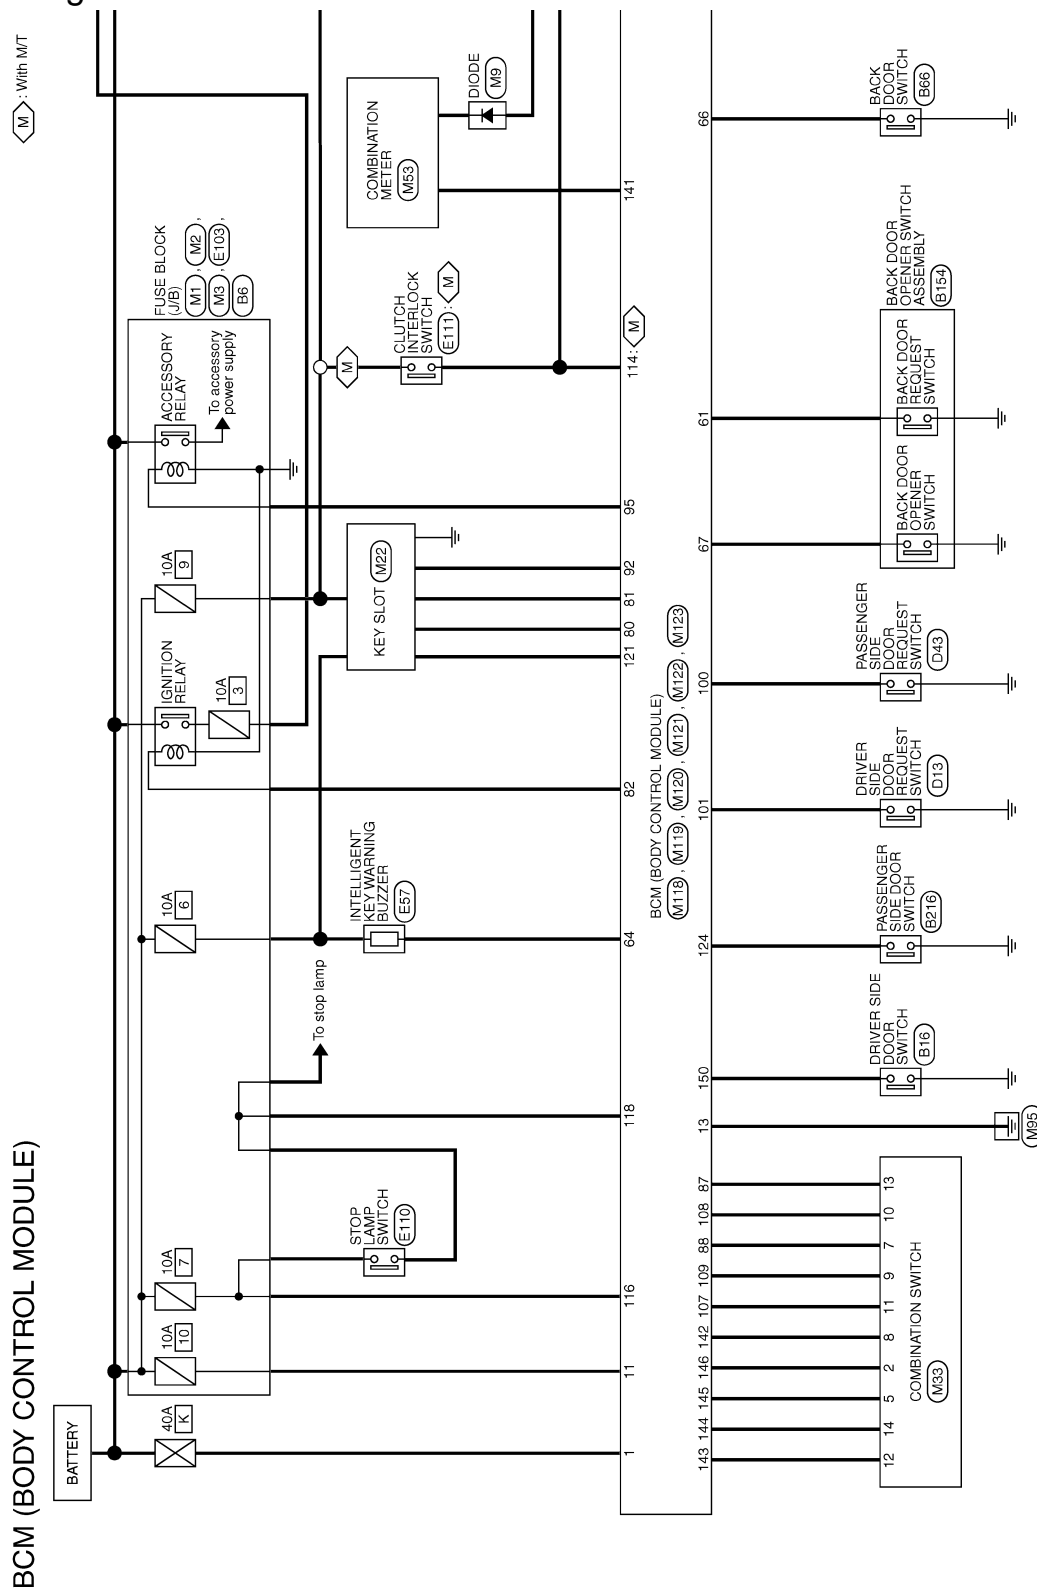 BCM (BODY CONTROL MODULE)
g
M : With M/T
BATTERY
40A
K
10A
10
10A
7
10A
6
IGNITION
RELAY
10A
3
10A
9
ACCESSORY
RELAY
To accessory
power supply
FUSE BLOCK
(J/B)
M1 , M2 ,
M3 , E103 ,
B6
STOP
LAMP
SWITCH
E110
To stop lamp
INTELLIGENT
KEY WARNING
BUZZER
E57
KEY SLOT M22
M
CLUTCH
INTERLOCK
SWITCH
E111 : M
COMBINATION
METER
M53
DIODE
M9
1
11
116
118
64
82
121
80
81
92
95
114: M
141
BCM (BODY CONTROL MODULE)
M118 , M119 , M120 , M121 , M122 , M123
143
144
145
146
142
107
109
88
108
87
13
150
124
101
100
67
61
66
12
14
5
2
8
11
9
7
10
13
COMBINATION SWITCH
M33
M95
DRIVER SIDE
DOOR
SWITCH
B16
PASSENGER
SIDE DOOR
SWITCH
B216
DRIVER
SIDE
DOOR
REQUEST
SWITCH
D13
PASSENGER
SIDE
DOOR
REQUEST
SWITCH
D43
BACK DOOR
OPENER
SWITCH
BACK DOOR
REQUEST
SWITCH
BACK DOOR
OPENER SWITCH
ASSEMBLY
B154
BACK
DOOR
SWITCH
B66